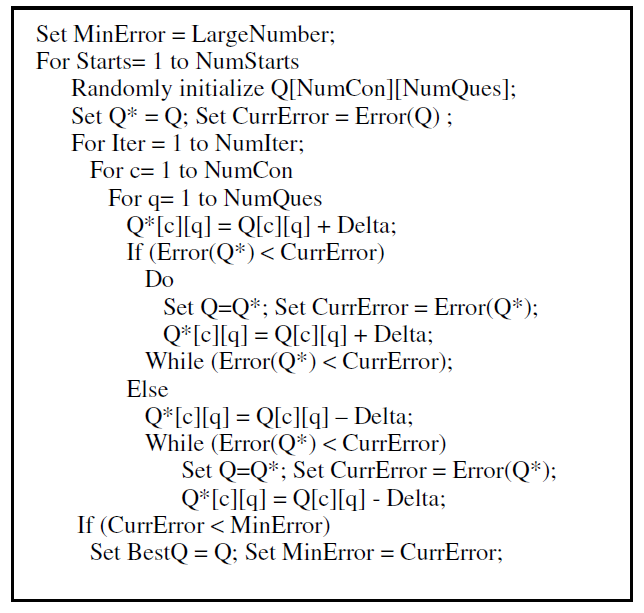 Set MinError = LargeNumber;
For Starts= 1 to NumStarts
Randomly initialize Q[NumCon][NumQues];
Set Q* = Q; Set CurrError = Error(Q) ;
For Iter = 1 to NumIter;
For c= 1 to NumCon
For q= 1 to NumQues
Q*[c][q] = Q[c][q] + Delta;
If (Error(Q*) < CurrError)
Do
Set Q=Q*; Set CurrError = Error(Q*);
Q*[c][q] = Q[c][q] + Delta;
While (Error(Q*) < CurrError);
Else
Q*[c][q] = Q[c][q] – Delta;
While (Error(Q*) < CurrError)
Set Q=Q*; Set CurrError = Error(Q*);
Q*[c][q] = Q[c][q] - Delta;
If (CurrError < MinError)
Set BestQ = Q; Set MinError = CurrError;